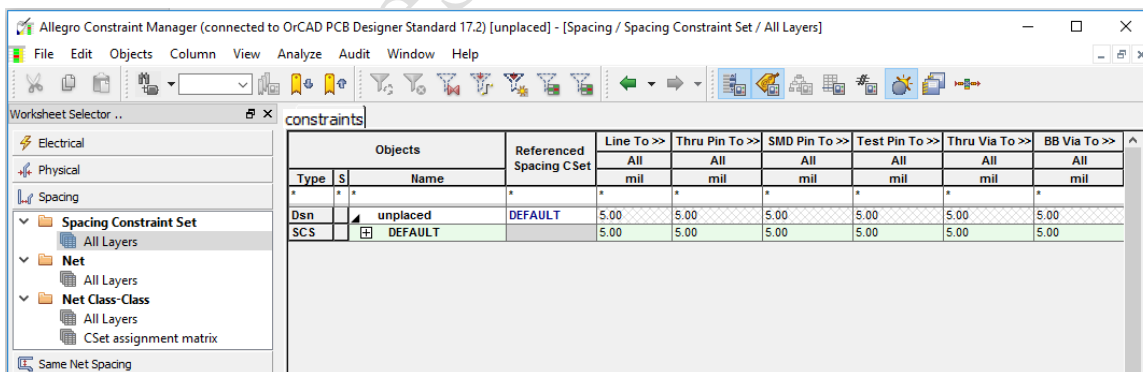 Allegro Constraint Manager (connected to OrCAD PCB Designer Standard 17.2) [unplaced] - [Spacing / Spacing Constraint Set / All Layers]
File Edit Objects Column View Analyze Audit Window Help
Worksheet Selector ..
Electrical
Physical
Spacing
Spacing Constraint Set
All Layers
Net
All Layers
Net Class-Class
All Layers
CSet assignment matrix
Same Net Spacing
constraints
Objects Referenced Spacing CSet Line To >> Thru Pin To >> SMD Pin To >> Test Pin To >> Thru Via To >> BB Via To >>
All All All All All All
Type S Name mil mil mil mil mil mil
* * * * * * * * * *
Dsn unplaced DEFAULT 5.00 5.00 5.00 5.00 5.00 5.00
SCS DEFAULT 5.00 5.00 5.00 5.00 5.00 5.00